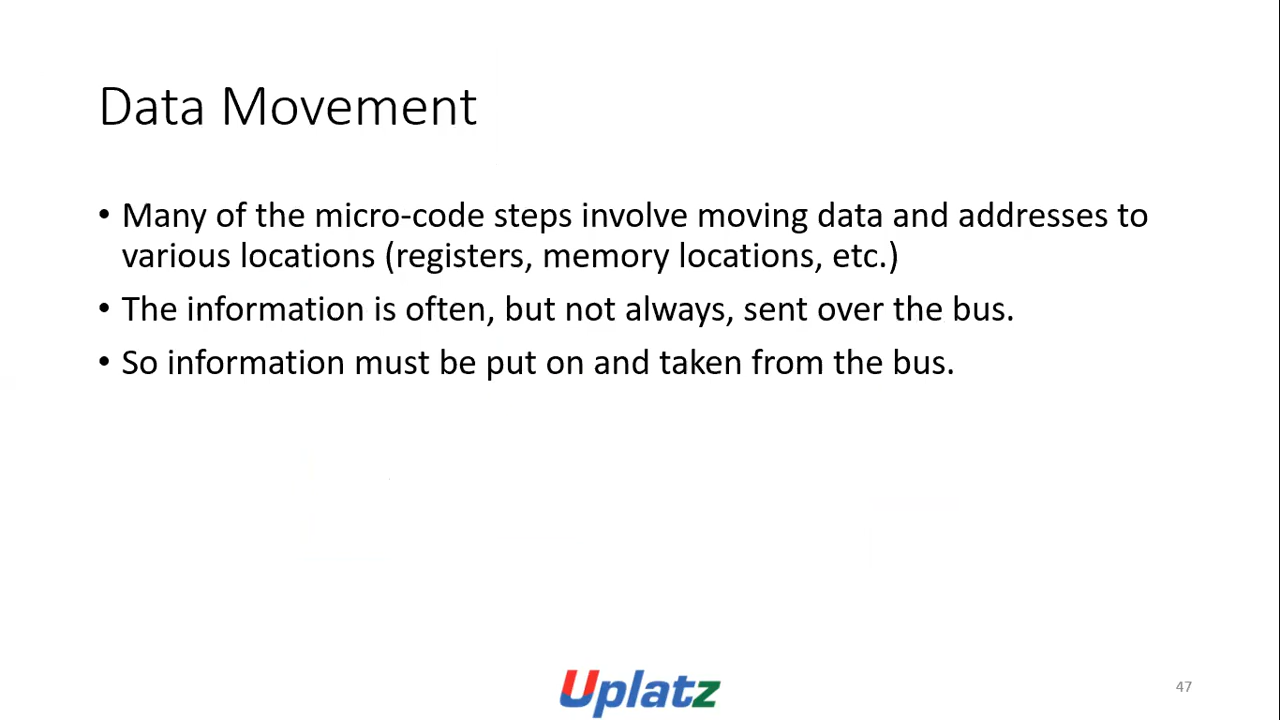 Data Movement
• Many of the micro-code steps involve moving data and addresses to
various locations (registers, memory locations, etc.)
• The information is often, but not always, sent over the bus.
• So information must be put on and taken from the bus.
Uplatz
47